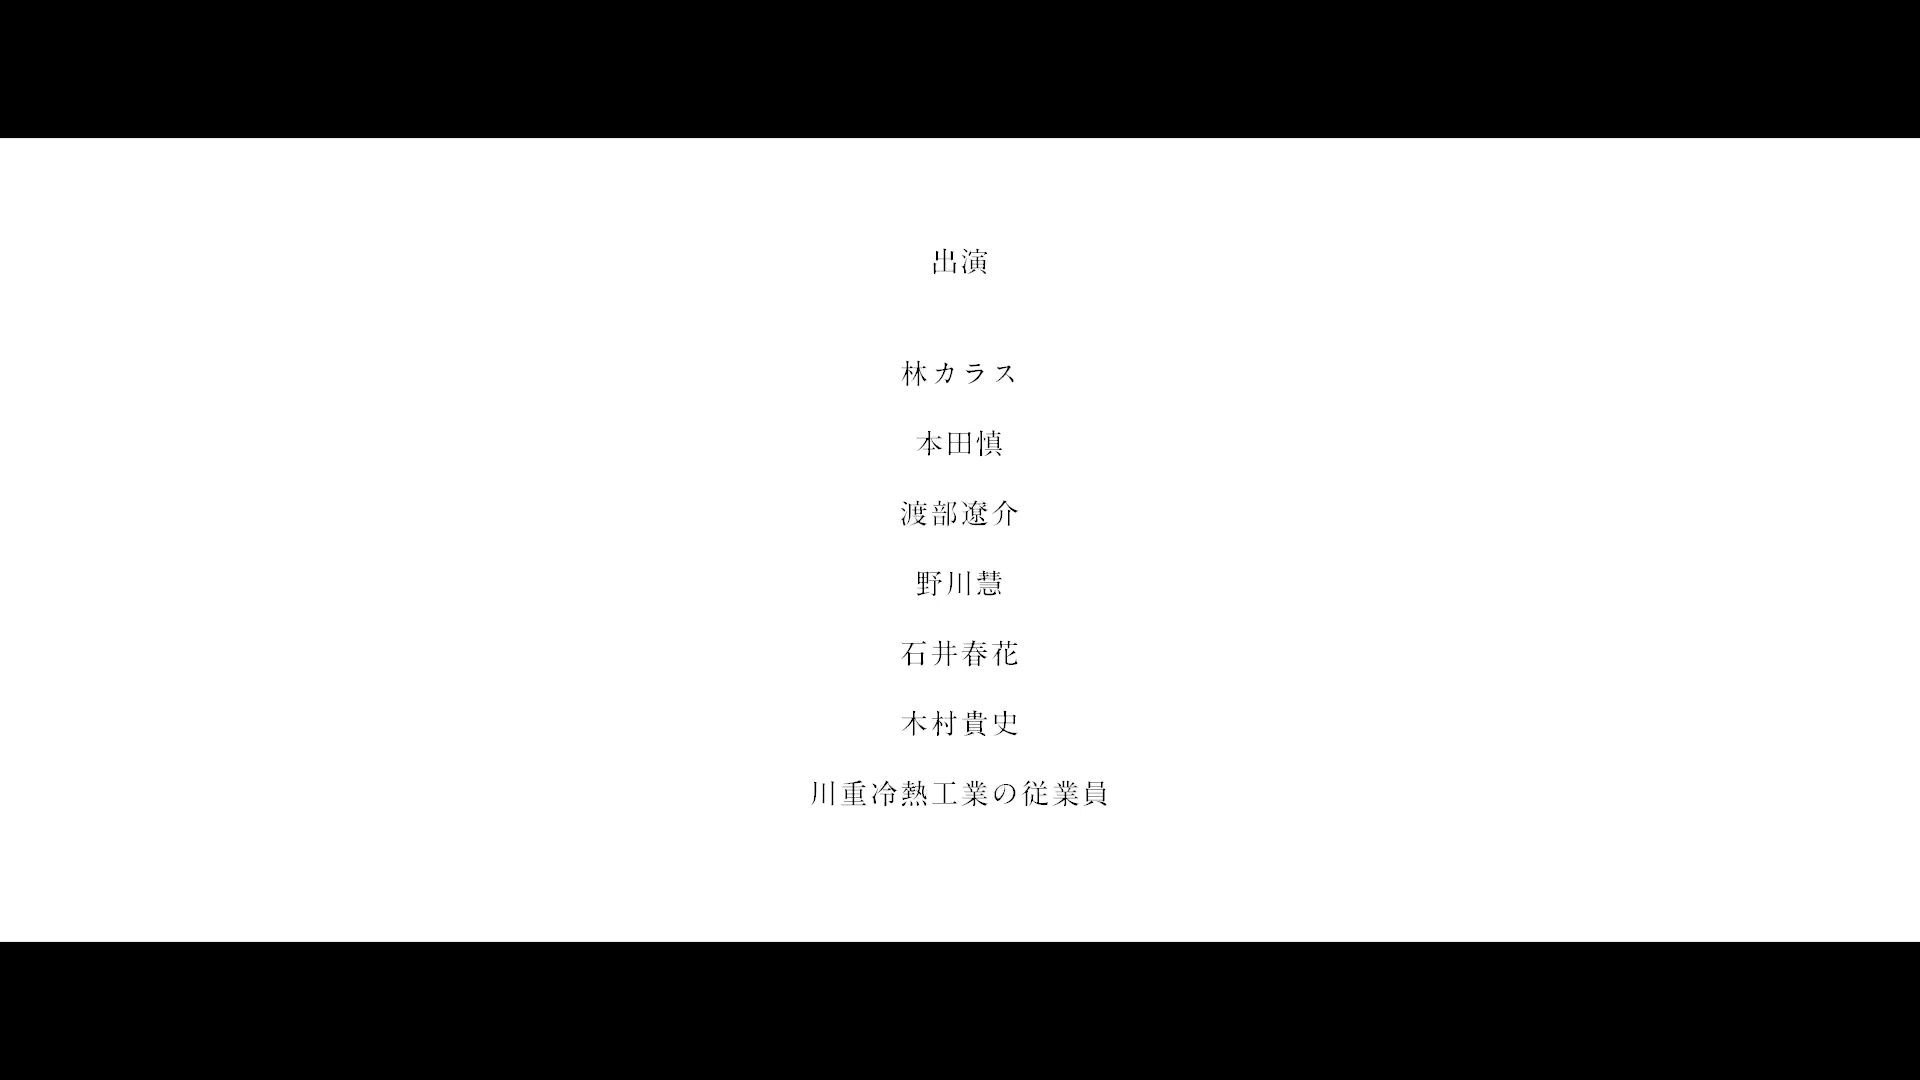 出演
林カラス
本田慎
渡部遼介
野川慧
石井春花
木村貴史
川重冷熱工業の従業員